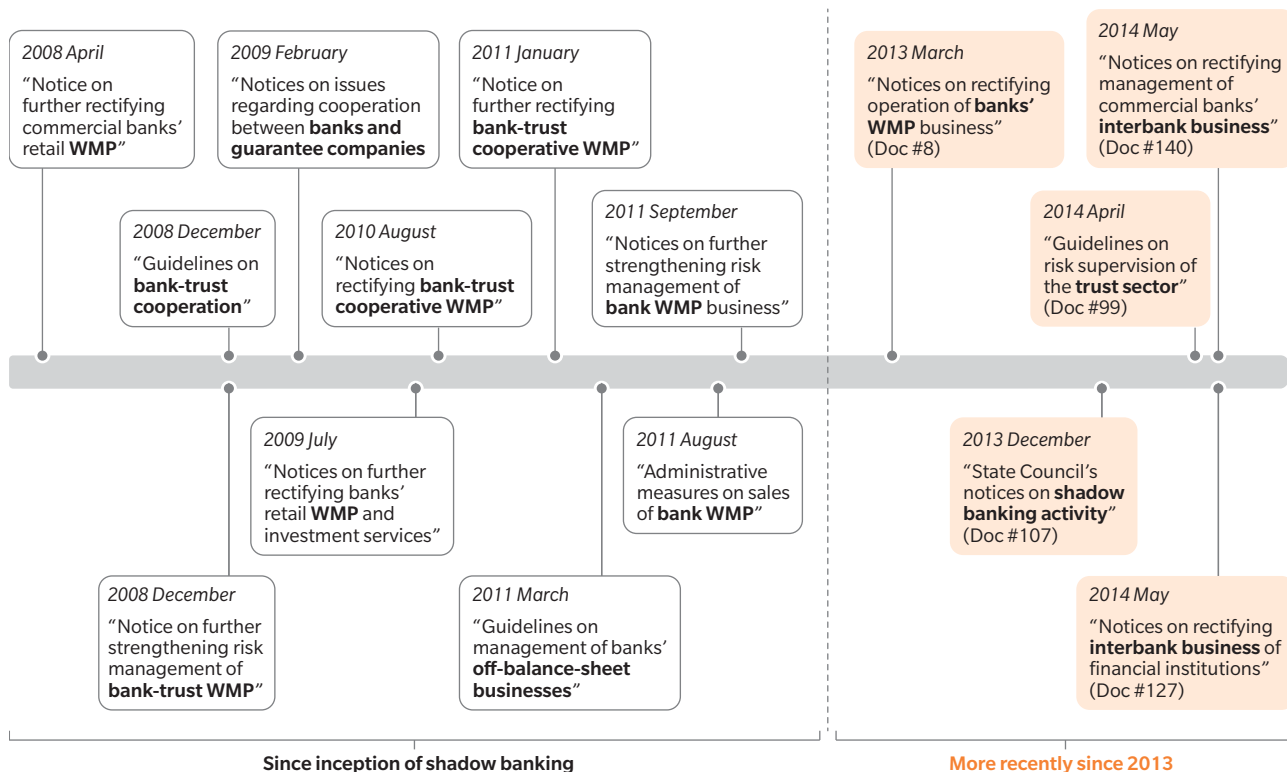 2008 April
“Notice on
further rectifying
commercial banks’
retail WMP”
2009 February
“Notices on issues
regarding cooperation
between banks and
guarantee companies
2011 January
“Notice on
further rectifying
bank-trust
cooperative WMP”
2013 March
“Notices on rectifying
operation of banks’
WMP business”
(Doc #8)
2014 May
“Notices on rectifying
management of
commercial banks’
interbank business”
(Doc #140)
2008 December
“Guidelines on
bank-trust
cooperation”
2010 August
“Notices on
rectifying bank-trust
cooperative WMP”
2011 September
“Notices on further
strengthening risk
management of
bank WMP business”
2014 April
“Guidelines on
risk supervision of
the trust sector”
(Doc #99)
2009 July
“Notices on further
rectifying banks’
retail WMP and
investment services”
2011 August
“Administrative
measures on sales
of bank WMP”
2013 December
“State Council’s
notices on shadow
banking activity”
(Doc #107)
2008 December
“Notice on further
strengthening risk
management of
bank-trust WMP”
2011 March
“Guidelines on
management of banks’
off-balance-sheet
businesses”
2014 May
“Notices on rectifying
interbank business of
financial institutions”
(Doc #127)
Since inception of shadow banking
More recently since 2013